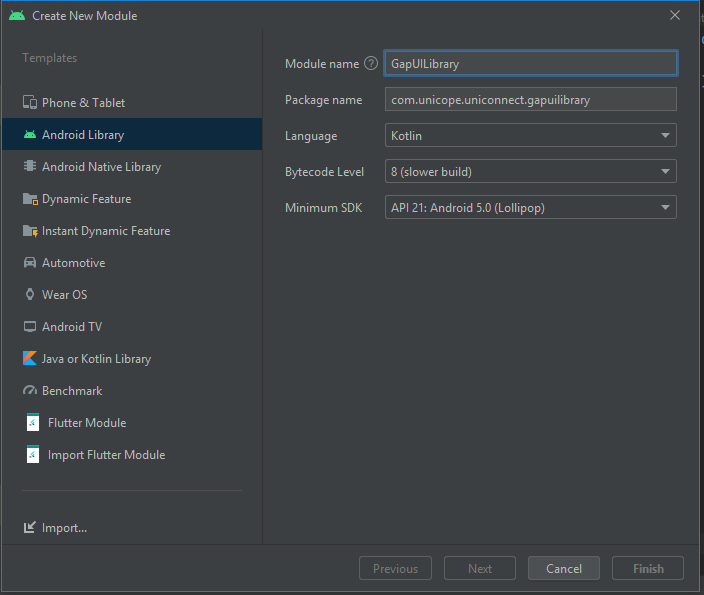 Create New Module
Templates
Phone & Tablet
Android Library
Android Native Library
Dynamic Feature
Instant Dynamic Feature
Automotive
Wear OS
Android TV
Java or Kotlin Library
Benchmark
Flutter Module
Import Flutter Module
Import...
Module name ? GapUILibrary
Package name com.unicope.uniconnect.gapuilibrary
Language Kotlin
Bytecode Level 8 (slower build)
Minimum SDK API 21: Android 5.0 (Lollipop)
Previous Next Cancel Finish